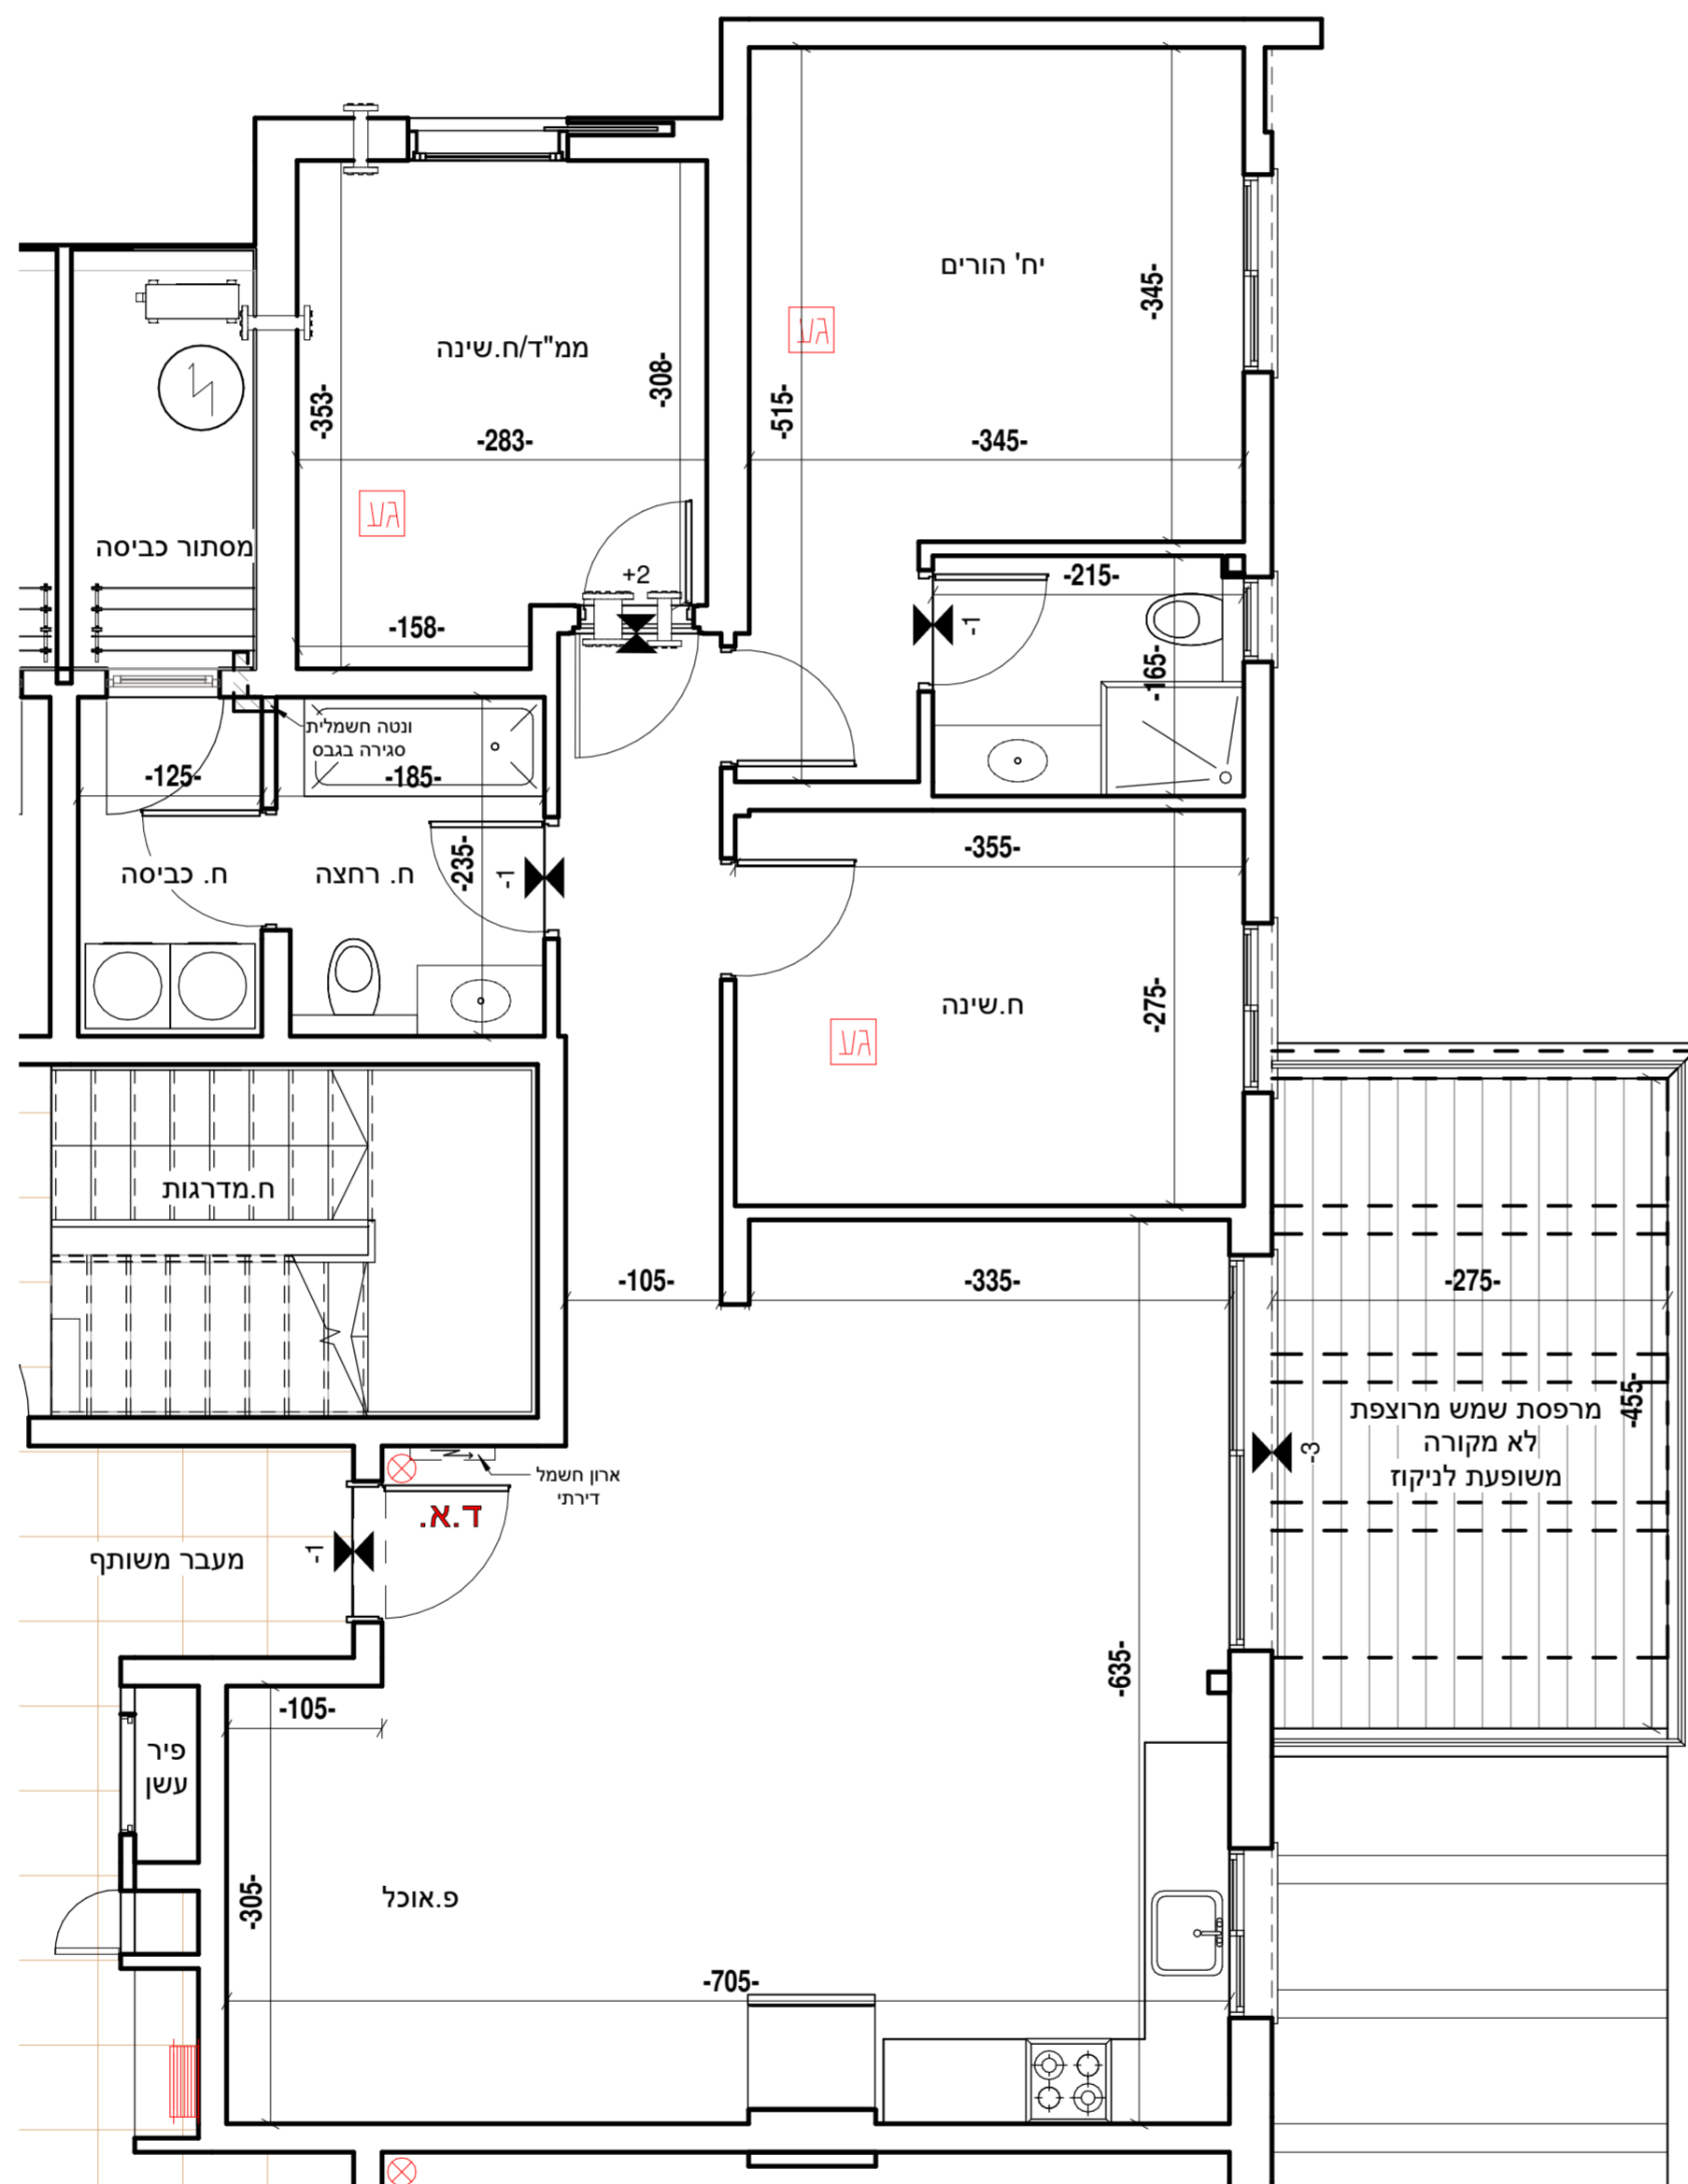 יח' הורים
-345-
-515-
-345-
גע
ממ"ד/ח.שינה
-353-
-308-
-283-
גע
+2
-158-
מסתור כביסה
-215-
-1
-165-
ונטה חשמלית
סגירה בגבס
-125-
-185-
-235-
-1
ח. כביסה
ח. רחצה
-355-
-275-
ח.שינה
גע
ח.מדרגות
-105-
-335-
-275-
-455-
מרפסת שמש מרוצפת
לא מקורה
משופעת לניקוז
-3
ארון חשמל
דירתי
ד.א.
-1
מעבר משותף
-635-
-105-
פיר
עשן
-305-
פ.אוכל
-705-